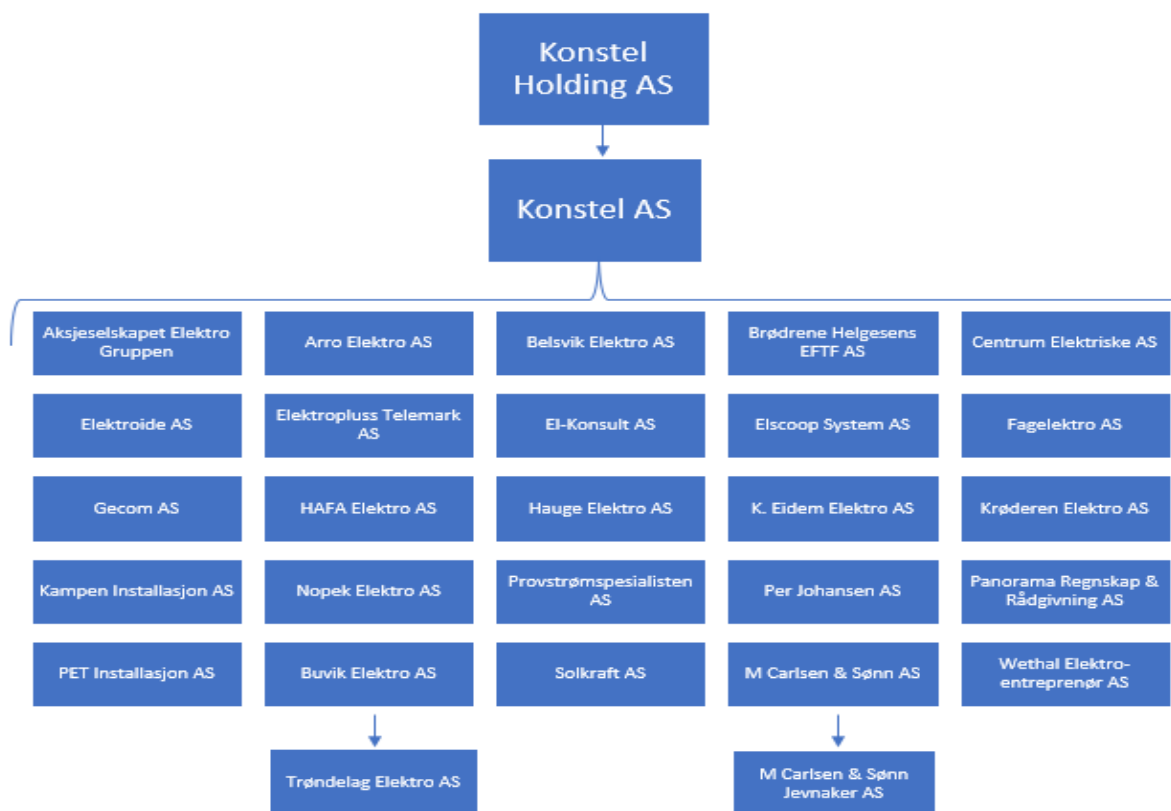 Konstel
Holding AS
Konstel AS
Aksjeselskapet Elektro
Gruppen
Arro Elektro AS
Belsvik Elektro AS
Brødrene Helgesens
EFTF AS
Centrum Elektriske AS
Elektroide AS
Elektropluss Telemark
AS
El-Konsult AS
Elscoop System AS
Fagelektro AS
Gecom AS
HAFA Elektro AS
Hauge Elektro AS
K. Eidem Elektro AS
Krøderen Elektro AS
Kampen Installasjon AS
Nopek Elektro AS
Provstrømspesialisten
AS
Per Johansen AS
Panorama Regnskap &
Rådgivning AS
PET Installasjon AS
Buvik Elektro AS
Solkraft AS
M Carlsen & Sønn AS
Wethal Elektro-
entreprenør AS
Trøndelag Elektro AS
M Carlsen & Sønn
Jevnaker AS